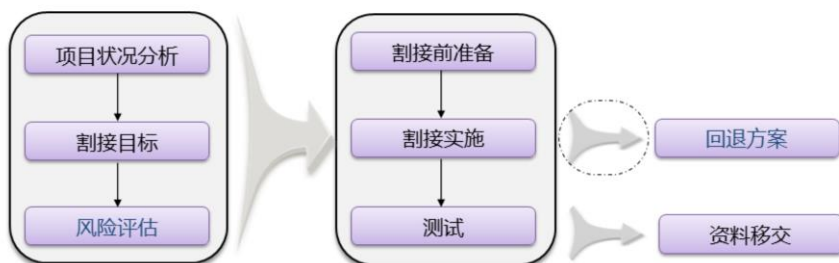 项目状况分析
割接目标
风险评估
割接前准备
割接实施
测试
回退方案
资料移交